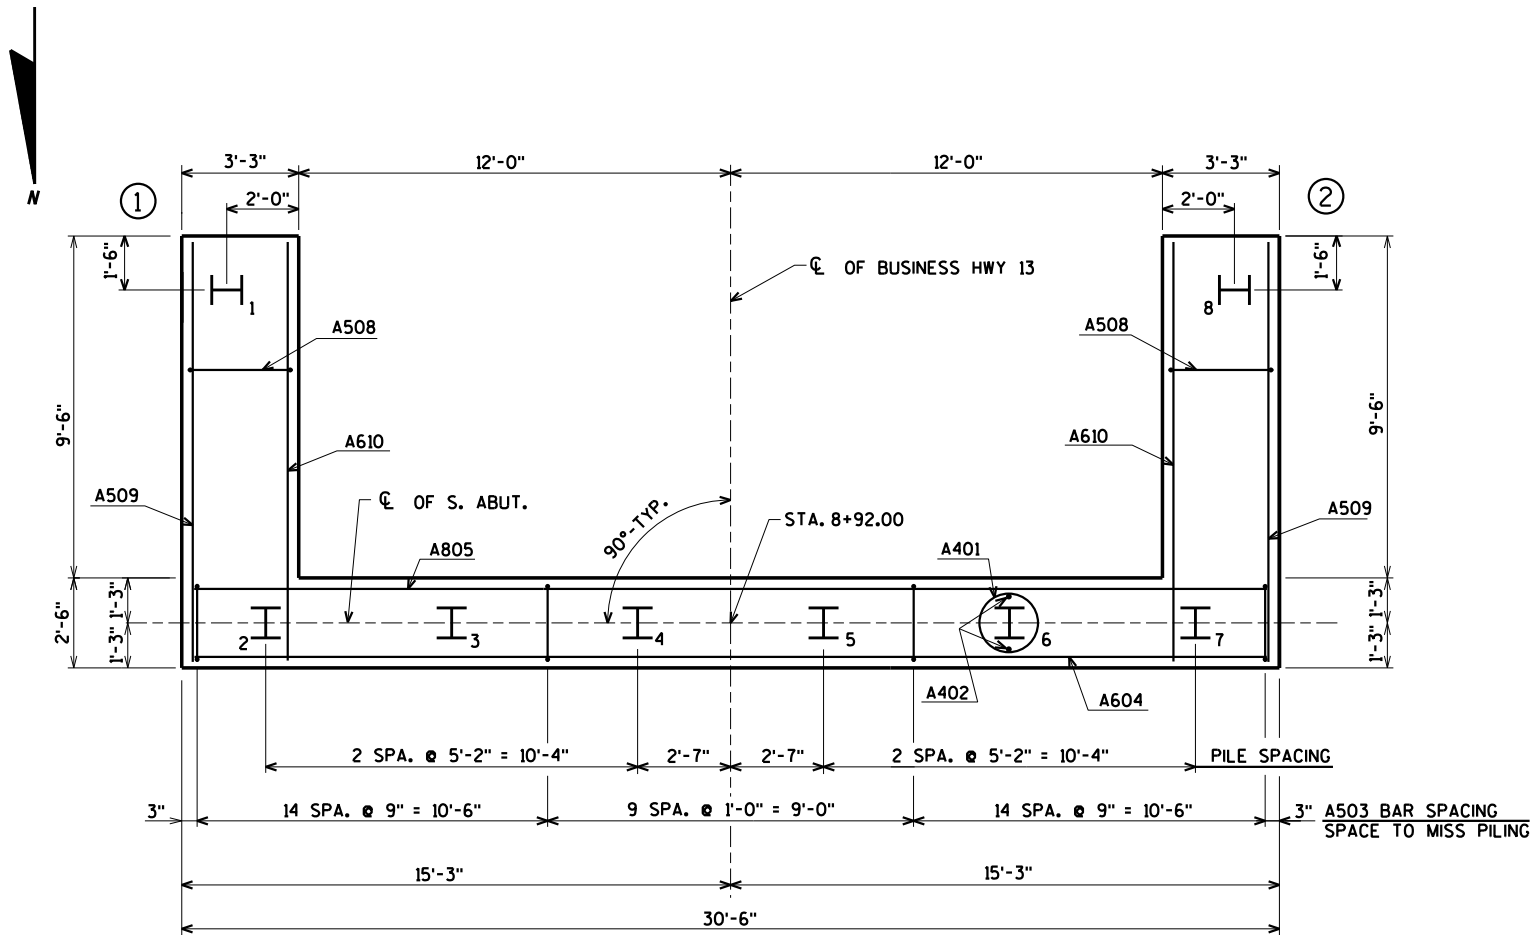 N
3'-3"
12'-0"
12'-0"
3'-3"
1
2'-0"
2'-0"
2
1'-6"
1'-6"
1
8
℄ OF BUSINESS HWY 13
A508
A508
9'-6"
9'-6"
A610
A610
A509
℄ OF S. ABUT.
90°-TYP.
STA. 8+92.00
A509
A805
A401
2'-6"
1'-3"
1'-3"
1'-3"
1'-3"
2
3
4
5
6
7
A402
A604
2 SPA. @ 5'-2" = 10'-4"
2'-7"
2'-7"
2 SPA. @ 5'-2" = 10'-4"
PILE SPACING
3"
14 SPA. @ 9" = 10'-6"
9 SPA. @ 1'-0" = 9'-0"
14 SPA. @ 9" = 10'-6"
3"
A503 BAR SPACING
SPACE TO MISS PILING
15'-3"
15'-3"
30'-6"